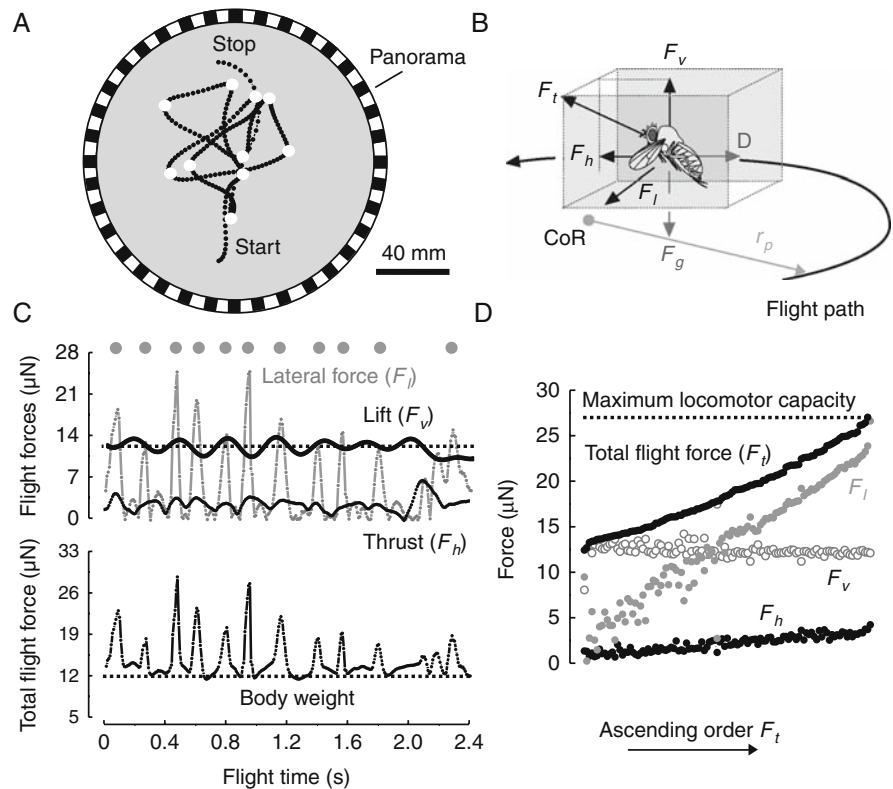 A
Stop
Panorama
Start
40 mm
B
F_v
F_t
F_h
D
F_l
CoR
F_g
r_p
Flight path
C
Flight forces (µN)
28
21
14
7
0
Lateral force (F_l)
Lift (F_v)
Thrust (F_h)
Total flight force (µN)
33
26
19
12
5
Body weight
0 0.4 0.8 1.2 1.6 2.0 2.4
Flight time (s)
D
Force (µN)
30
25
20
15
10
5
0
Maximum locomotor capacity
Total flight force (F_t)
F_l
F_v
F_h
Ascending order F_t